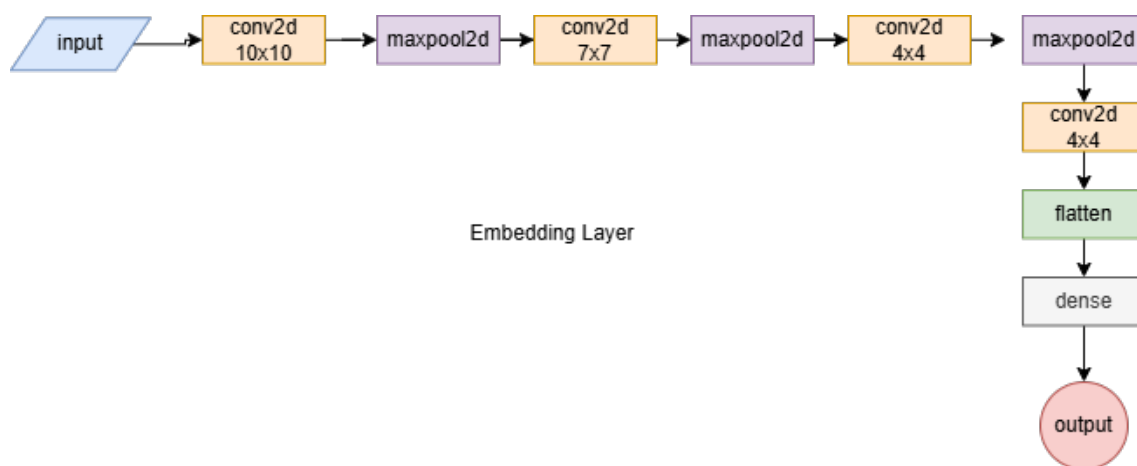 input
conv2d
10x10
maxpool2d
conv2d
7x7
maxpool2d
conv2d
4x4
maxpool2d
conv2d
4x4
flatten
Embedding Layer
dense
output